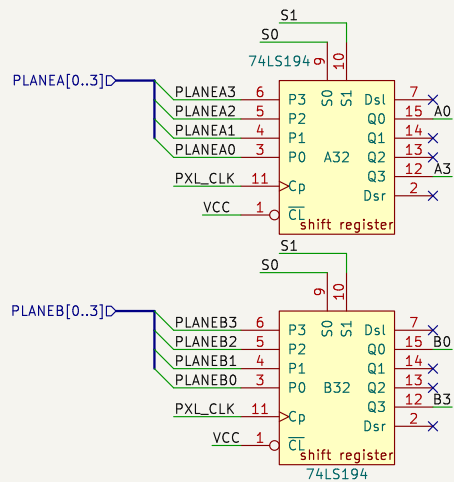 S1
S0
74LS194
9
10
PLANEA[0..3]
PLANEA3 6 P3 S0 S1 Dsl 7
PLANEA2 5 P2 Q0 15 A0
PLANEA1 4 P1 Q1 14
PLANEA0 3 P0 A32 Q2 13
Q3 12 A3
PXL_CLK 11 Cp Dsr 2
VCC 1 CL
shift register
S1
S0
9
10
PLANEB[0..3]
PLANEB3 6 P3 S0 S1 Dsl 7
PLANEB2 5 P2 Q0 15 B0
PLANEB1 4 P1 Q1 14
PLANEB0 3 P0 B32 Q2 13
Q3 12 B3
PXL_CLK 11 Cp Dsr 2
VCC 1 CL
shift register
74LS194